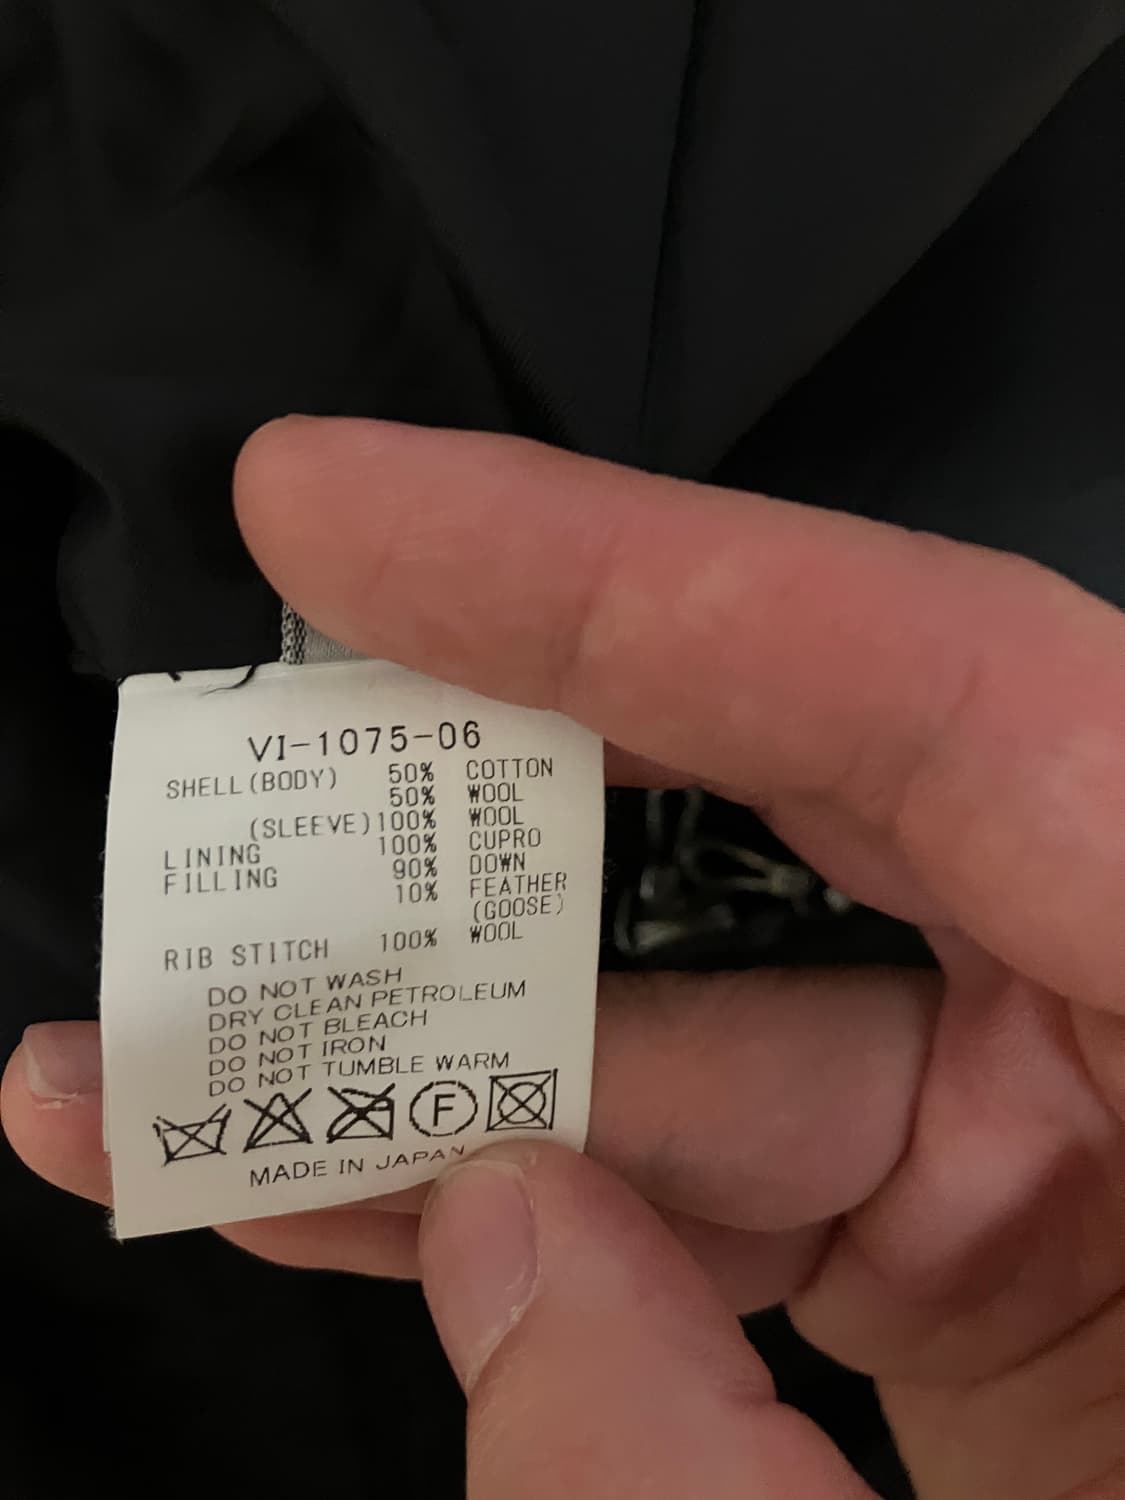 VI-1075-06
SHELL(BODY) 50% COTTON
50% WOOL
(SLEEVE)100% WOOL
LINING 100% CUPRO
FILLING 90% DOWN
10% FEATHER
(GOOSE)
RIB STITCH 100% WOOL
DO NOT WASH
DRY CLEAN PETROLEUM
DO NOT BLEACH
DO NOT IRON
DO NOT TUMBLE WARM
F
MADE IN JAPAN